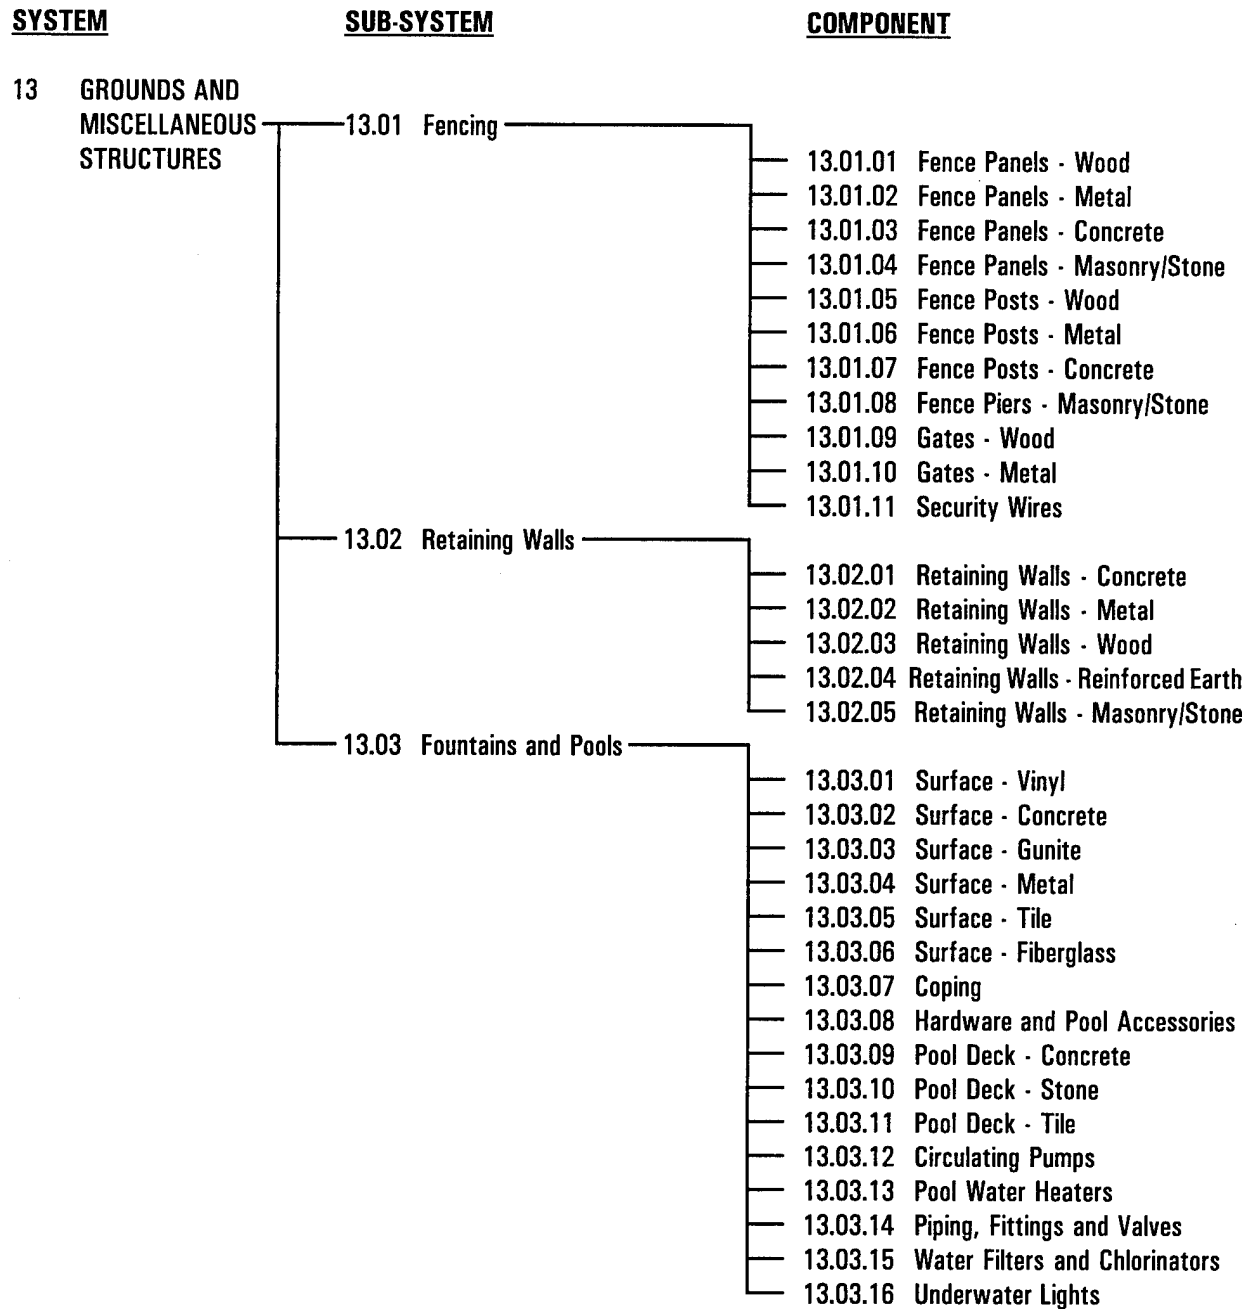 SYSTEM SUB-SYSTEM COMPONENT
13 GROUNDS AND
MISCELLANEOUS
STRUCTURES
13.01 Fencing
13.01.01 Fence Panels - Wood
13.01.02 Fence Panels - Metal
13.01.03 Fence Panels - Concrete
13.01.04 Fence Panels - Masonry/Stone
13.01.05 Fence Posts - Wood
13.01.06 Fence Posts - Metal
13.01.07 Fence Posts - Concrete
13.01.08 Fence Piers - Masonry/Stone
13.01.09 Gates - Wood
13.01.10 Gates - Metal
13.01.11 Security Wires
13.02 Retaining Walls
13.02.01 Retaining Walls - Concrete
13.02.02 Retaining Walls - Metal
13.02.03 Retaining Walls - Wood
13.02.04 Retaining Walls - Reinforced Earth
13.02.05 Retaining Walls - Masonry/Stone
13.03 Fountains and Pools
13.03.01 Surface - Vinyl
13.03.02 Surface - Concrete
13.03.03 Surface - Gunite
13.03.04 Surface - Metal
13.03.05 Surface - Tile
13.03.06 Surface - Fiberglass
13.03.07 Coping
13.03.08 Hardware and Pool Accessories
13.03.09 Pool Deck - Concrete
13.03.10 Pool Deck - Stone
13.03.11 Pool Deck - Tile
13.03.12 Circulating Pumps
13.03.13 Pool Water Heaters
13.03.14 Piping, Fittings and Valves
13.03.15 Water Filters and Chlorinators
13.03.16 Underwater Lights